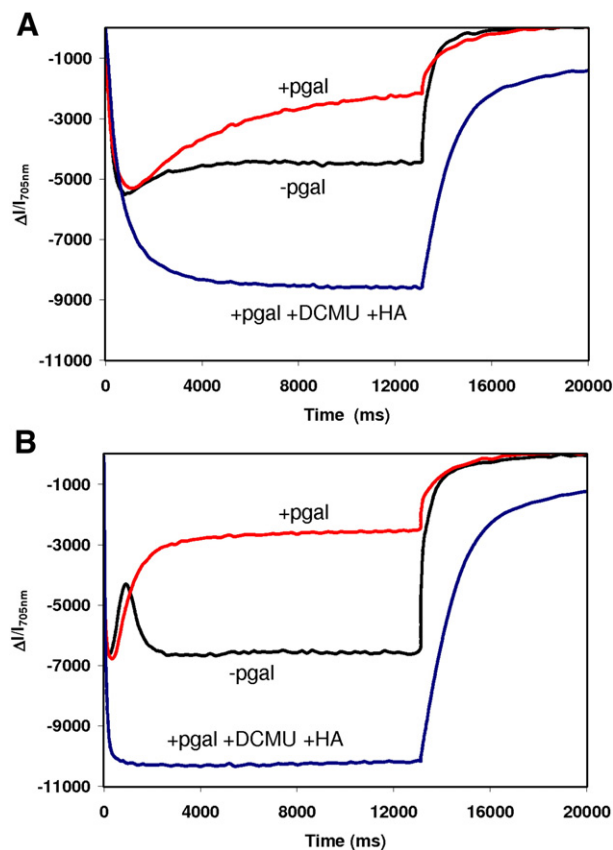 A
-1000
-3000
-5000
-7000
-9000
-11000
ΔI/I705nm
+pgal
-pgal
+pgal +DCMU +HA
0 4000 8000 12000 16000 20000
Time (ms)
B
-1000
-3000
-5000
-7000
-9000
-11000
ΔI/I705nm
+pgal
-pgal
+pgal +DCMU +HA
0 4000 8000 12000 16000 20000
Time (ms)